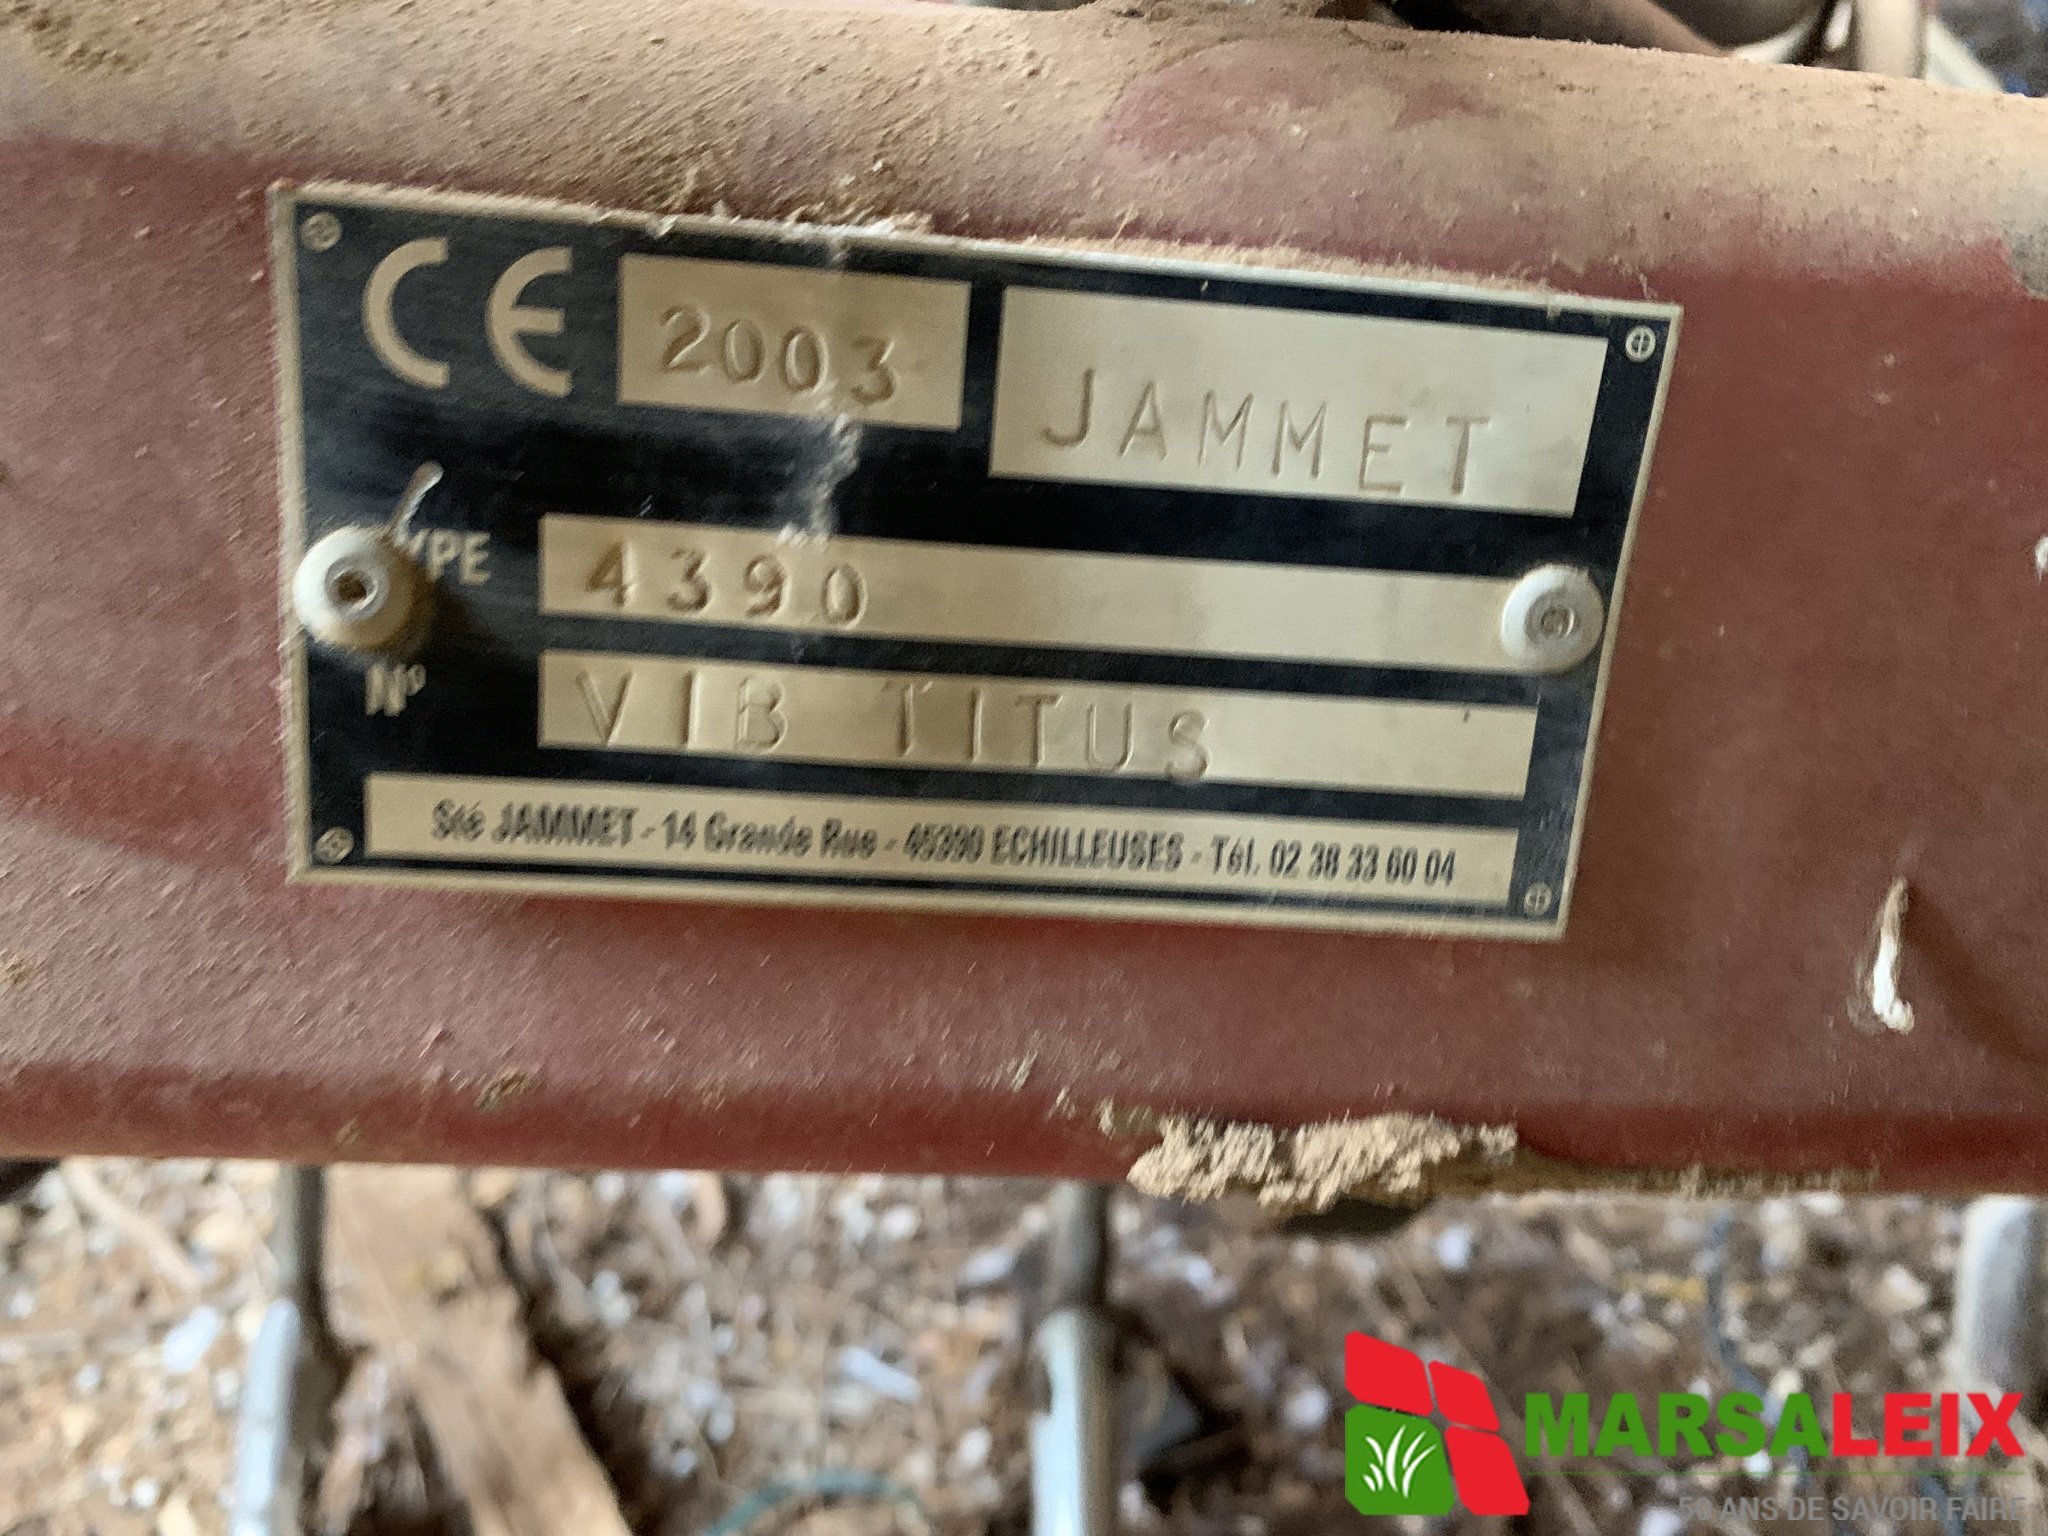 CE 2003 JAMMET
TYPE 4390
N° VIB TITUS
Sté JAMMET - 14 Grande Rue - 45390 ECHILLEUSES - Tél. 02 38 33 60 04
MARSALEIX
50 ANS DE SAVOIR FAIRE